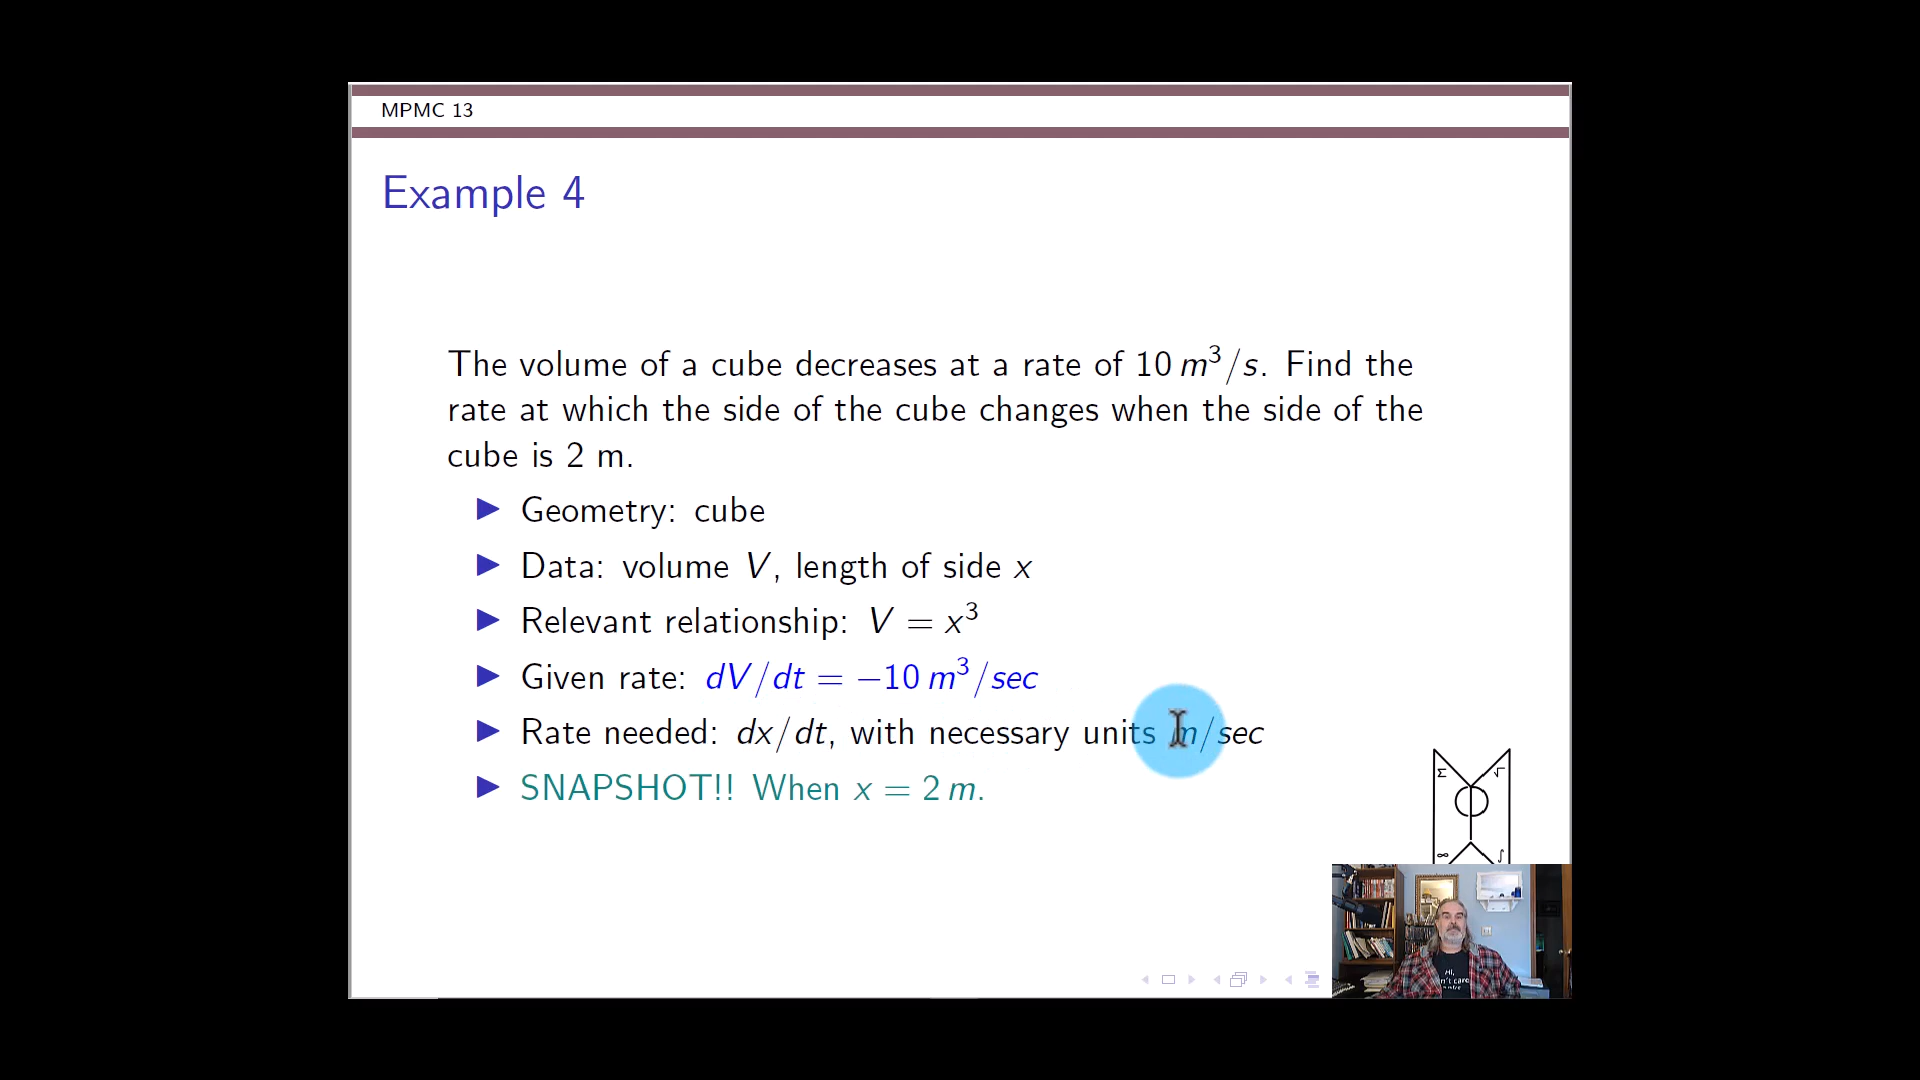 MPMC 13
Example 4
The volume of a cube decreases at a rate of 10 m³/s. Find the
rate at which the side of the cube changes when the side of the
cube is 2 m.
▶ Geometry: cube
▶ Data: volume V, length of side x
▶ Relevant relationship: V = x³
▶ Given rate: dV/dt = −10 m³/sec
▶ Rate needed: dx/dt, with necessary units m/sec
▶ SNAPSHOT!! When x = 2 m.
Σ √
∞ ∫
HI,